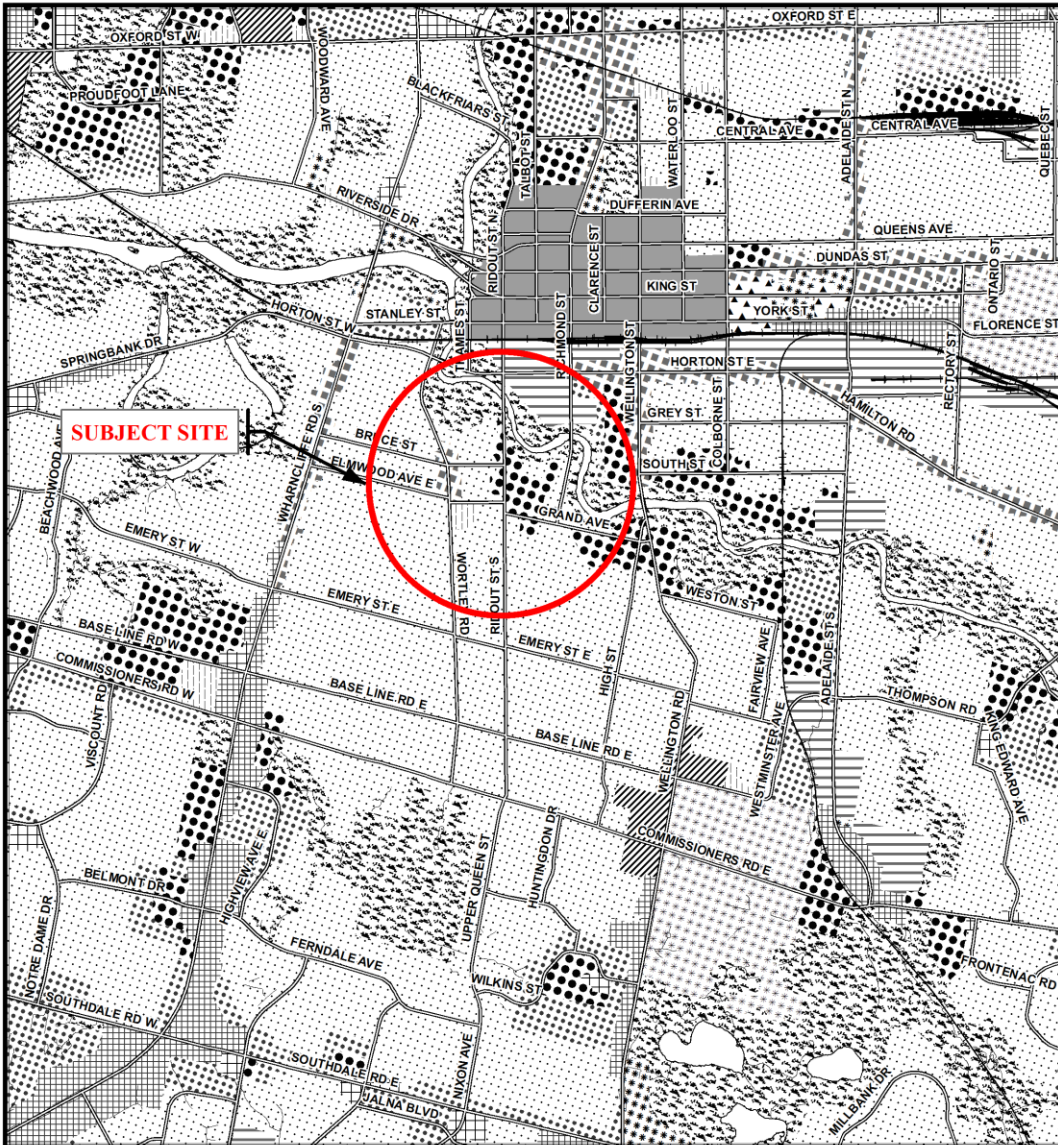 OXFORD ST E
OXFORD ST W
WOODWARD AVE
PROUDFOOT LANE
BLACKFRIARS ST
TALBOT ST
WATERLOO ST
CENTRAL AVE
ADELAIDE ST N
CENTRAL AVE
QUEBEC ST
RIVERSIDE DR
DUFFERIN AVE
RIDOUT ST N
CLARENCE ST
QUEENS AVE
DUNDAS ST
KING ST
ONTARIO ST
HORTON ST W
STANLEY ST
THAMES ST
RICHMOND ST
WELLINGTON ST
YORK ST
FLORENCE ST
SPRINGBANK DR
HORTON ST E
RECTORY ST
HAMILTON RD
GREY ST
COLBORNE ST
SUBJECT SITE
BRUCE ST
ELMWOOD AVE E
SOUTH ST
BEACHWOOD AVE
WHARNCLIFFE RD S
GRAND AVE
EMERY ST W
WORTLEY RD
RIDOUT ST S
WESTON ST
EMERY ST E
EMERY ST E
BASE LINE RD W
COMMISSIONERS RD W
HIGH ST
FAIRVIEW AVE
ADELAIDE ST S
VISCOUNT RD
BASE LINE RD E
THOMPSON RD
KING EDWARD AVE
BASE LINE RD E
WELLINGTON RD
WESTMINSTER AVE
COMMISSIONERS RD E
HUNTINGDON DR
UPPER QUEEN ST
HIGHVIEW AVE E
BELMONT DR
NOTRE DAME DR
FERNDALE AVE
WILKINS ST
FRONTENAC RD
SOUTHDALE RD W
SOUTHDALE RD E
NIXON AVE
JALNA BLVD
MILLBANK DR